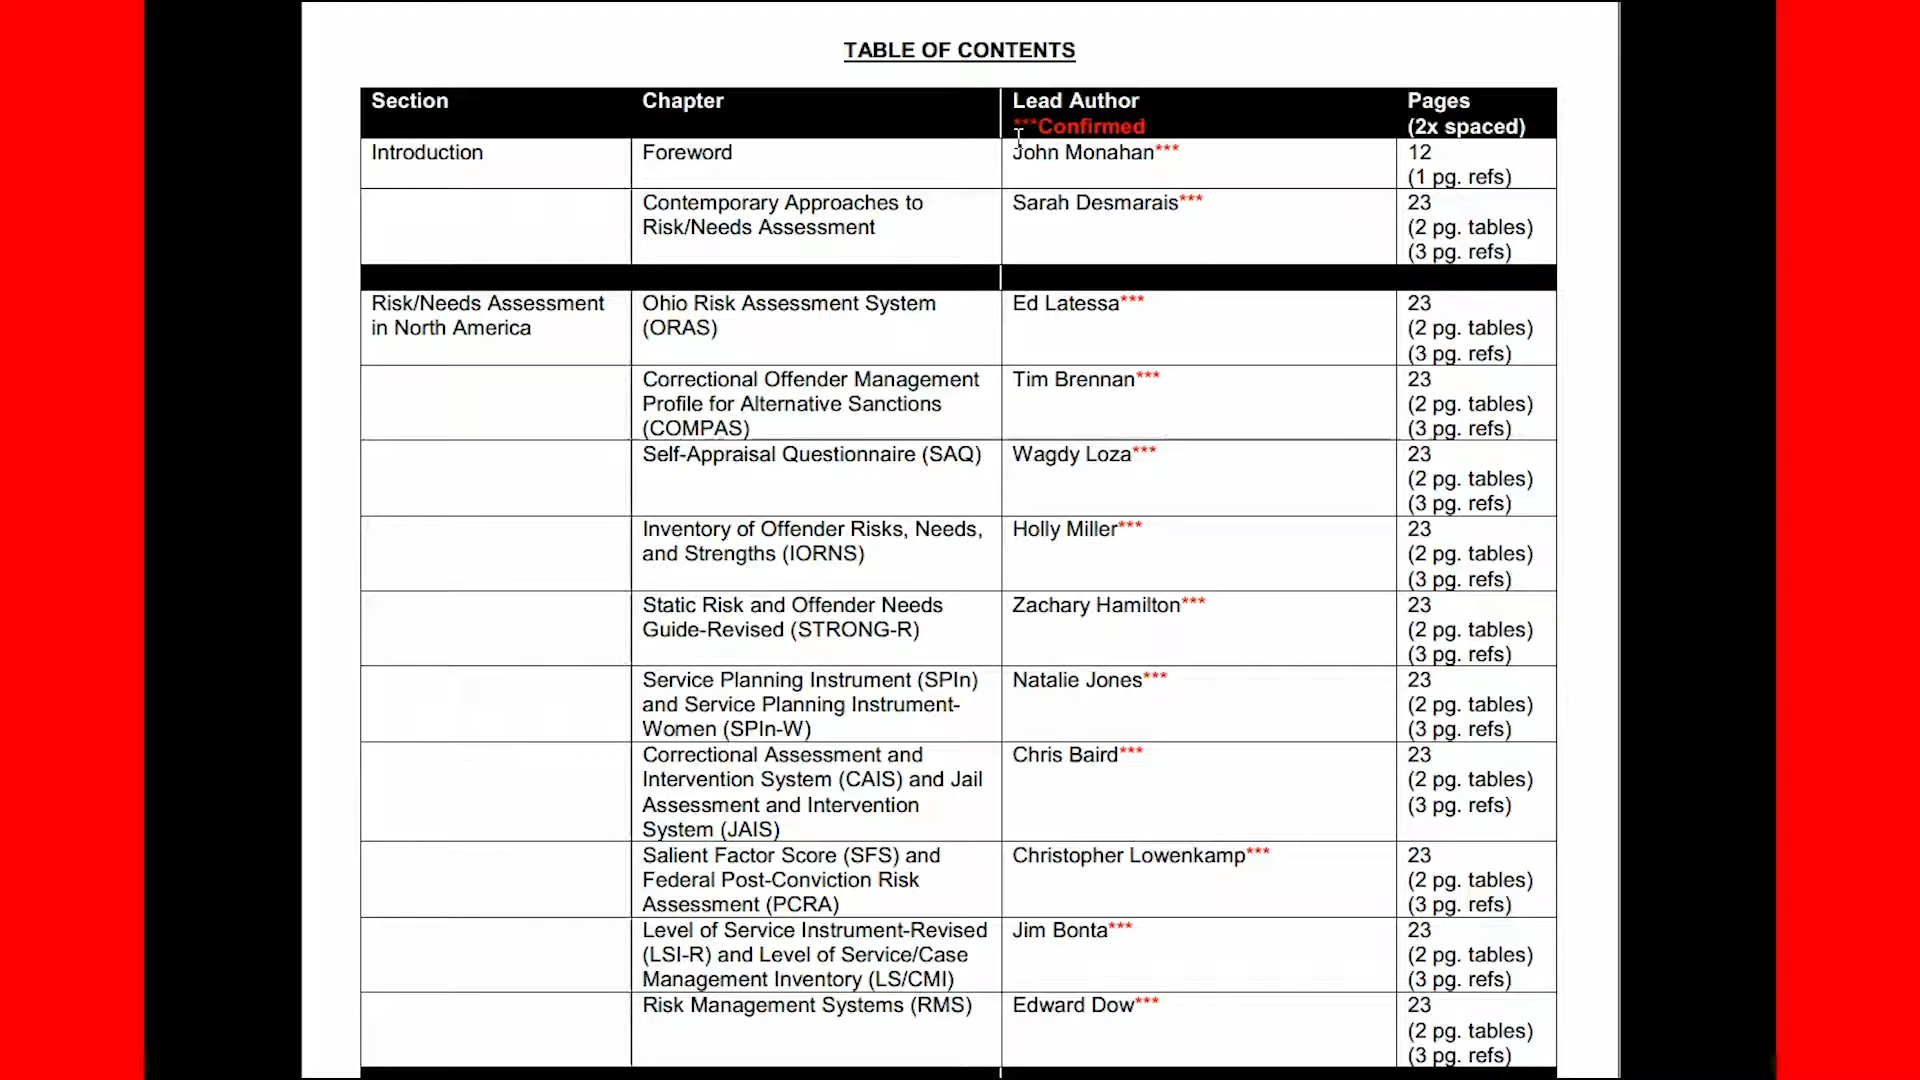 TABLE OF CONTENTS
Section Chapter Lead Author Pages
***Confirmed (2x spaced)
Introduction Foreword John Monahan*** 12
(1 pg. refs)
Contemporary Approaches to Sarah Desmarais*** 23
Risk/Needs Assessment (2 pg. tables)
(3 pg. refs)
Risk/Needs Assessment Ohio Risk Assessment System Ed Latessa*** 23
in North America (ORAS) (2 pg. tables)
(3 pg. refs)
Correctional Offender Management Tim Brennan*** 23
Profile for Alternative Sanctions (2 pg. tables)
(COMPAS) (3 pg. refs)
Self-Appraisal Questionnaire (SAQ) Wagdy Loza*** 23
(2 pg. tables)
(3 pg. refs)
Inventory of Offender Risks, Needs, Holly Miller*** 23
and Strengths (IORNS) (2 pg. tables)
(3 pg. refs)
Static Risk and Offender Needs Zachary Hamilton*** 23
Guide-Revised (STRONG-R) (2 pg. tables)
(3 pg. refs)
Service Planning Instrument (SPIn) Natalie Jones*** 23
and Service Planning Instrument- (2 pg. tables)
Women (SPIn-W) (3 pg. refs)
Correctional Assessment and Chris Baird*** 23
Intervention System (CAIS) and Jail (2 pg. tables)
Assessment and Intervention (3 pg. refs)
System (JAIS)
Salient Factor Score (SFS) and Christopher Lowenkamp*** 23
Federal Post-Conviction Risk (2 pg. tables)
Assessment (PCRA) (3 pg. refs)
Level of Service Instrument-Revised Jim Bonta*** 23
(LSI-R) and Level of Service/Case (2 pg. tables)
Management Inventory (LS/CMI) (3 pg. refs)
Risk Management Systems (RMS) Edward Dow*** 23
(2 pg. tables)
(3 pg. refs)